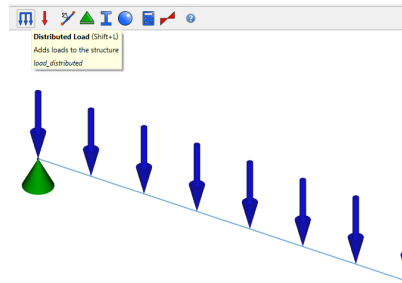 Distributed Load (Shift+L)
Adds loads to the structure
load_distributed